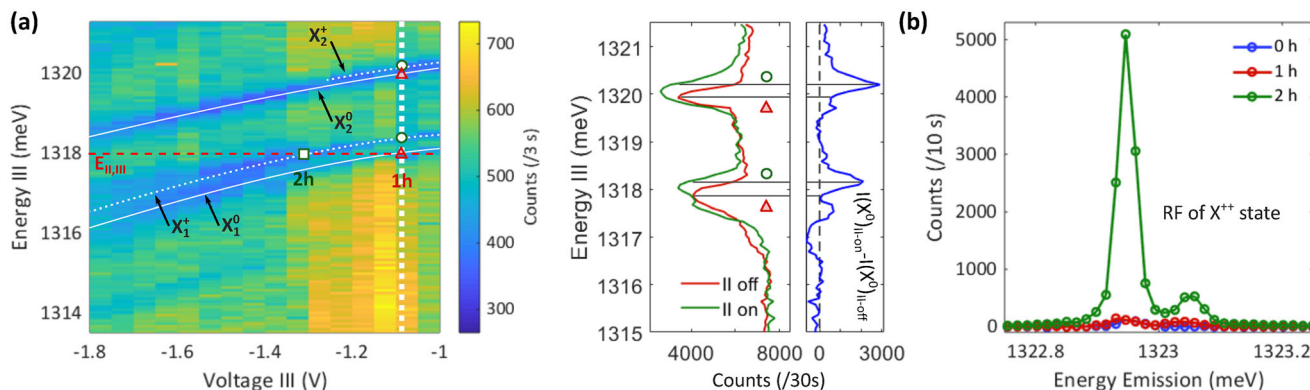 (a)
1320
1318
1316
1314
Energy III (meV)
X₂⁺
X₂⁰
E_II,III
2h
1h
X₁⁺
X₁⁰
-1.8
-1.6
-1.4
-1.2
-1
Voltage III (V)
700
600
500
400
300
Counts (/3 s)
1321
1320
1319
1318
1317
1316
1315
Energy III (meV)
II off
II on
4000
8000
0
3000
Counts (/30s)
I(X⁰)_II-on-I(X⁰)_II-off
(b)
5000
4000
3000
2000
1000
0
Counts (/10 s)
0 h
1 h
2 h
RF of X⁺⁺ state
1322.8
1323
1323.2
Energy Emission (meV)